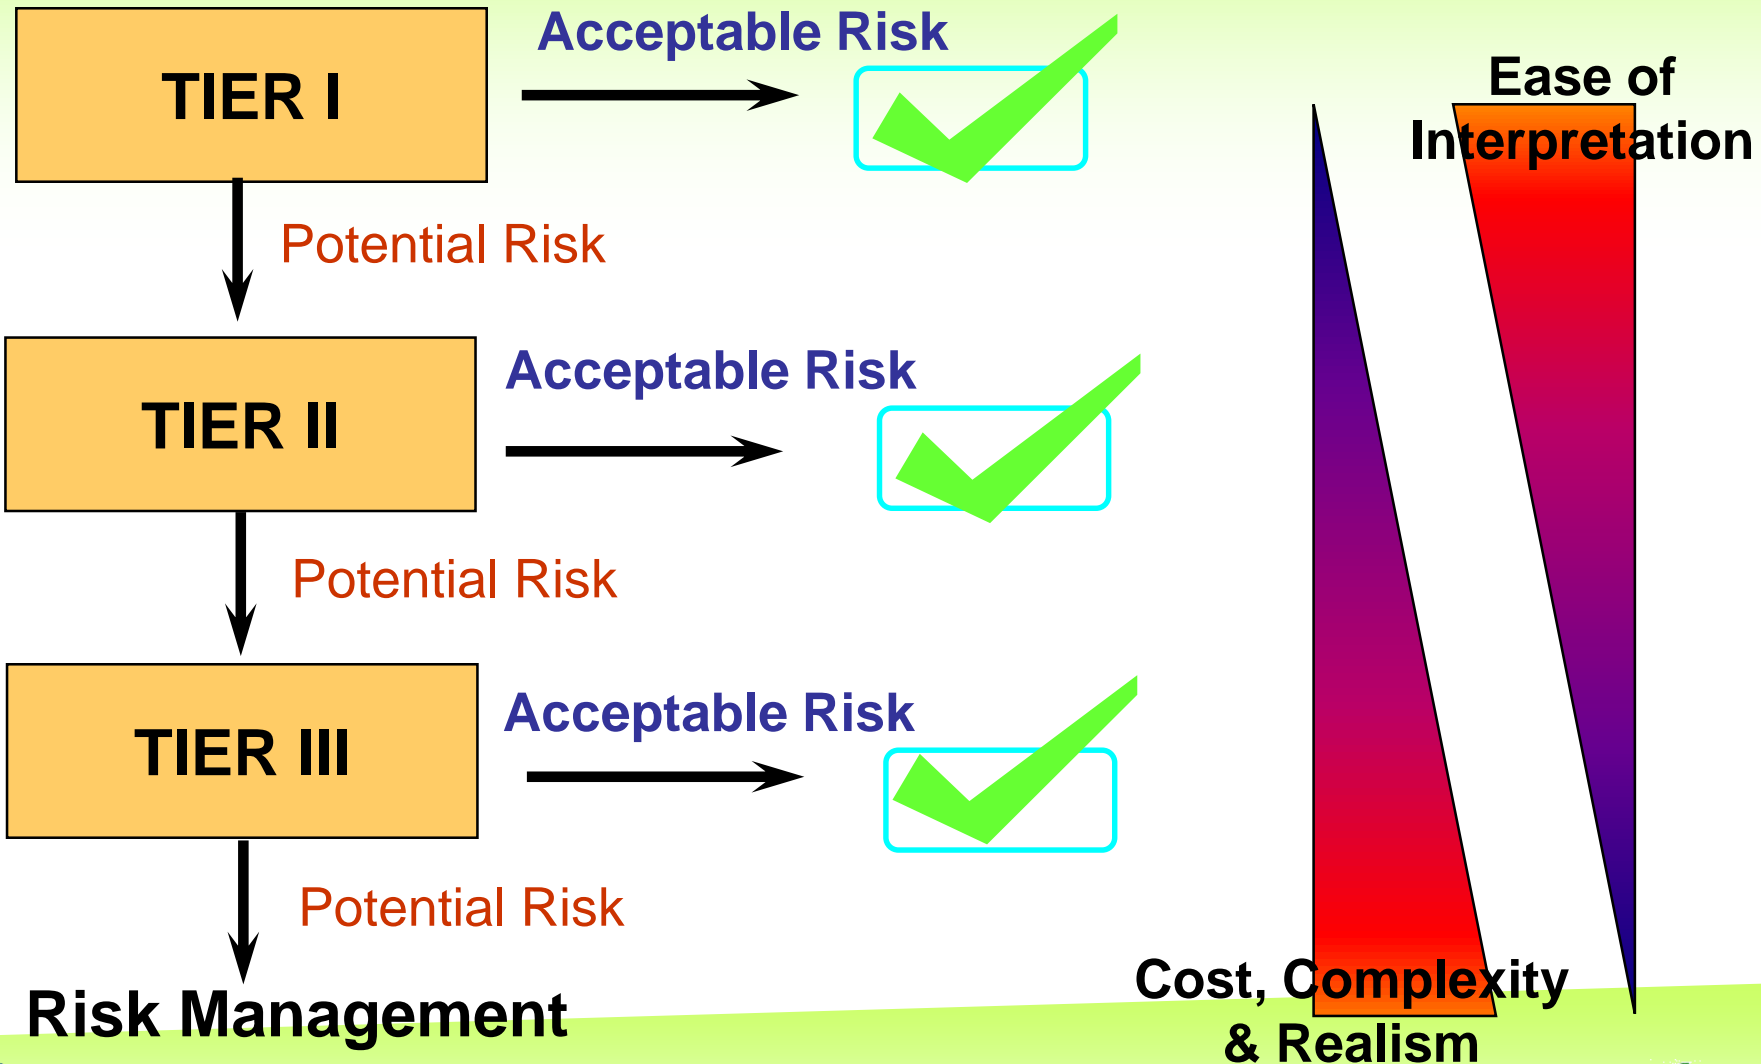 TIER I
Acceptable Risk
Potential Risk
TIER II
Acceptable Risk
Potential Risk
TIER III
Acceptable Risk
Potential Risk
Risk Management
Ease of
Interpretation
Cost, Complexity
& Realism